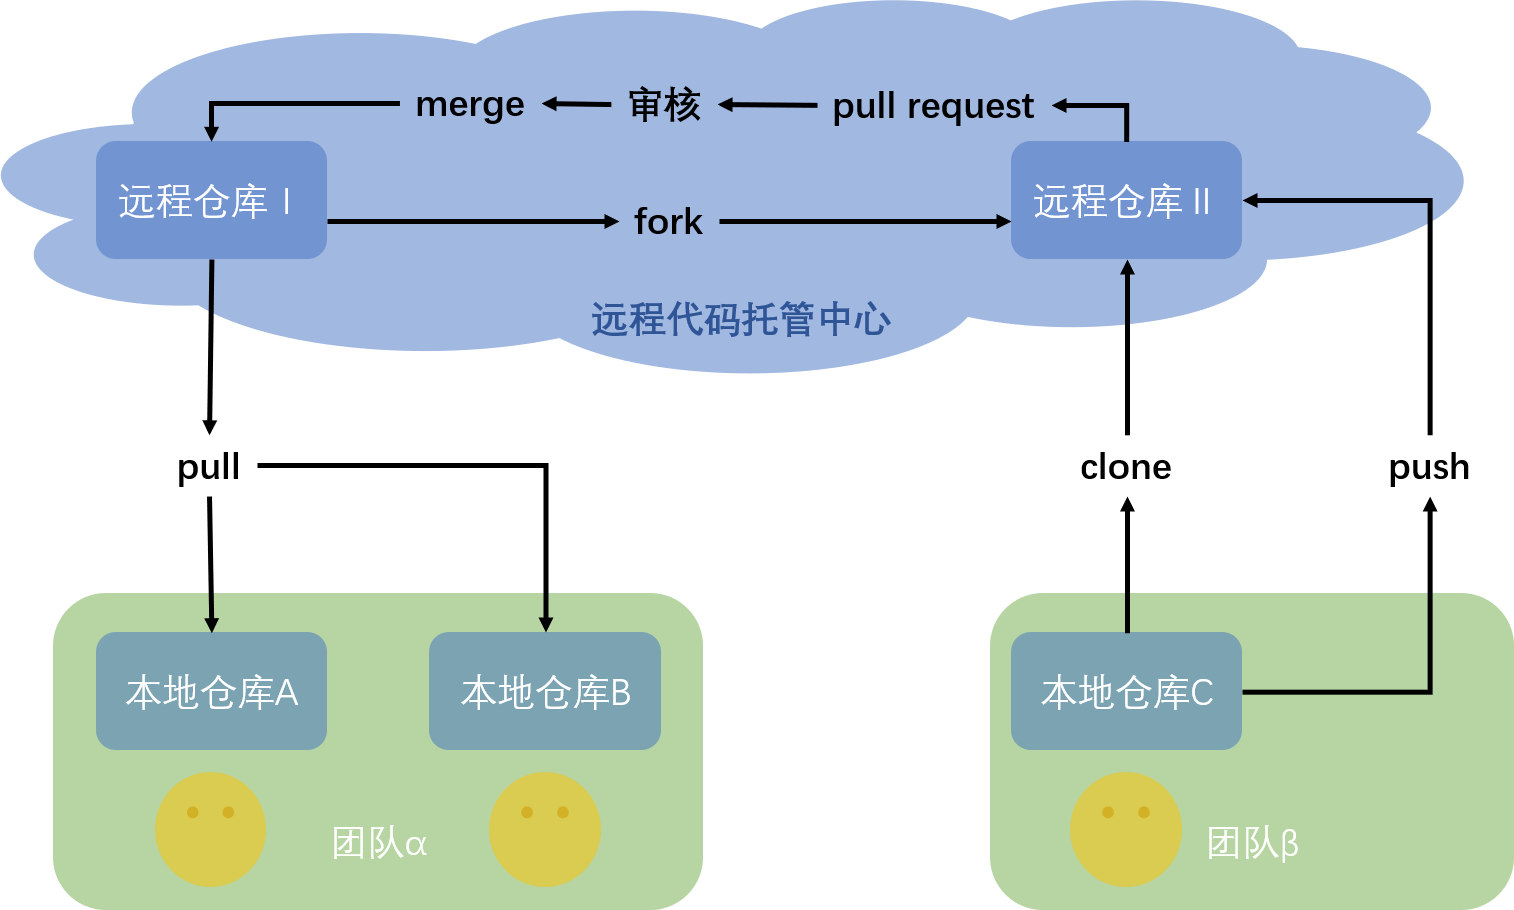 merge
审核
pull request
远程仓库 I
远程仓库 II
fork
远程代码托管中心
pull
clone
push
本地仓库A
本地仓库B
本地仓库C
团队α
团队β